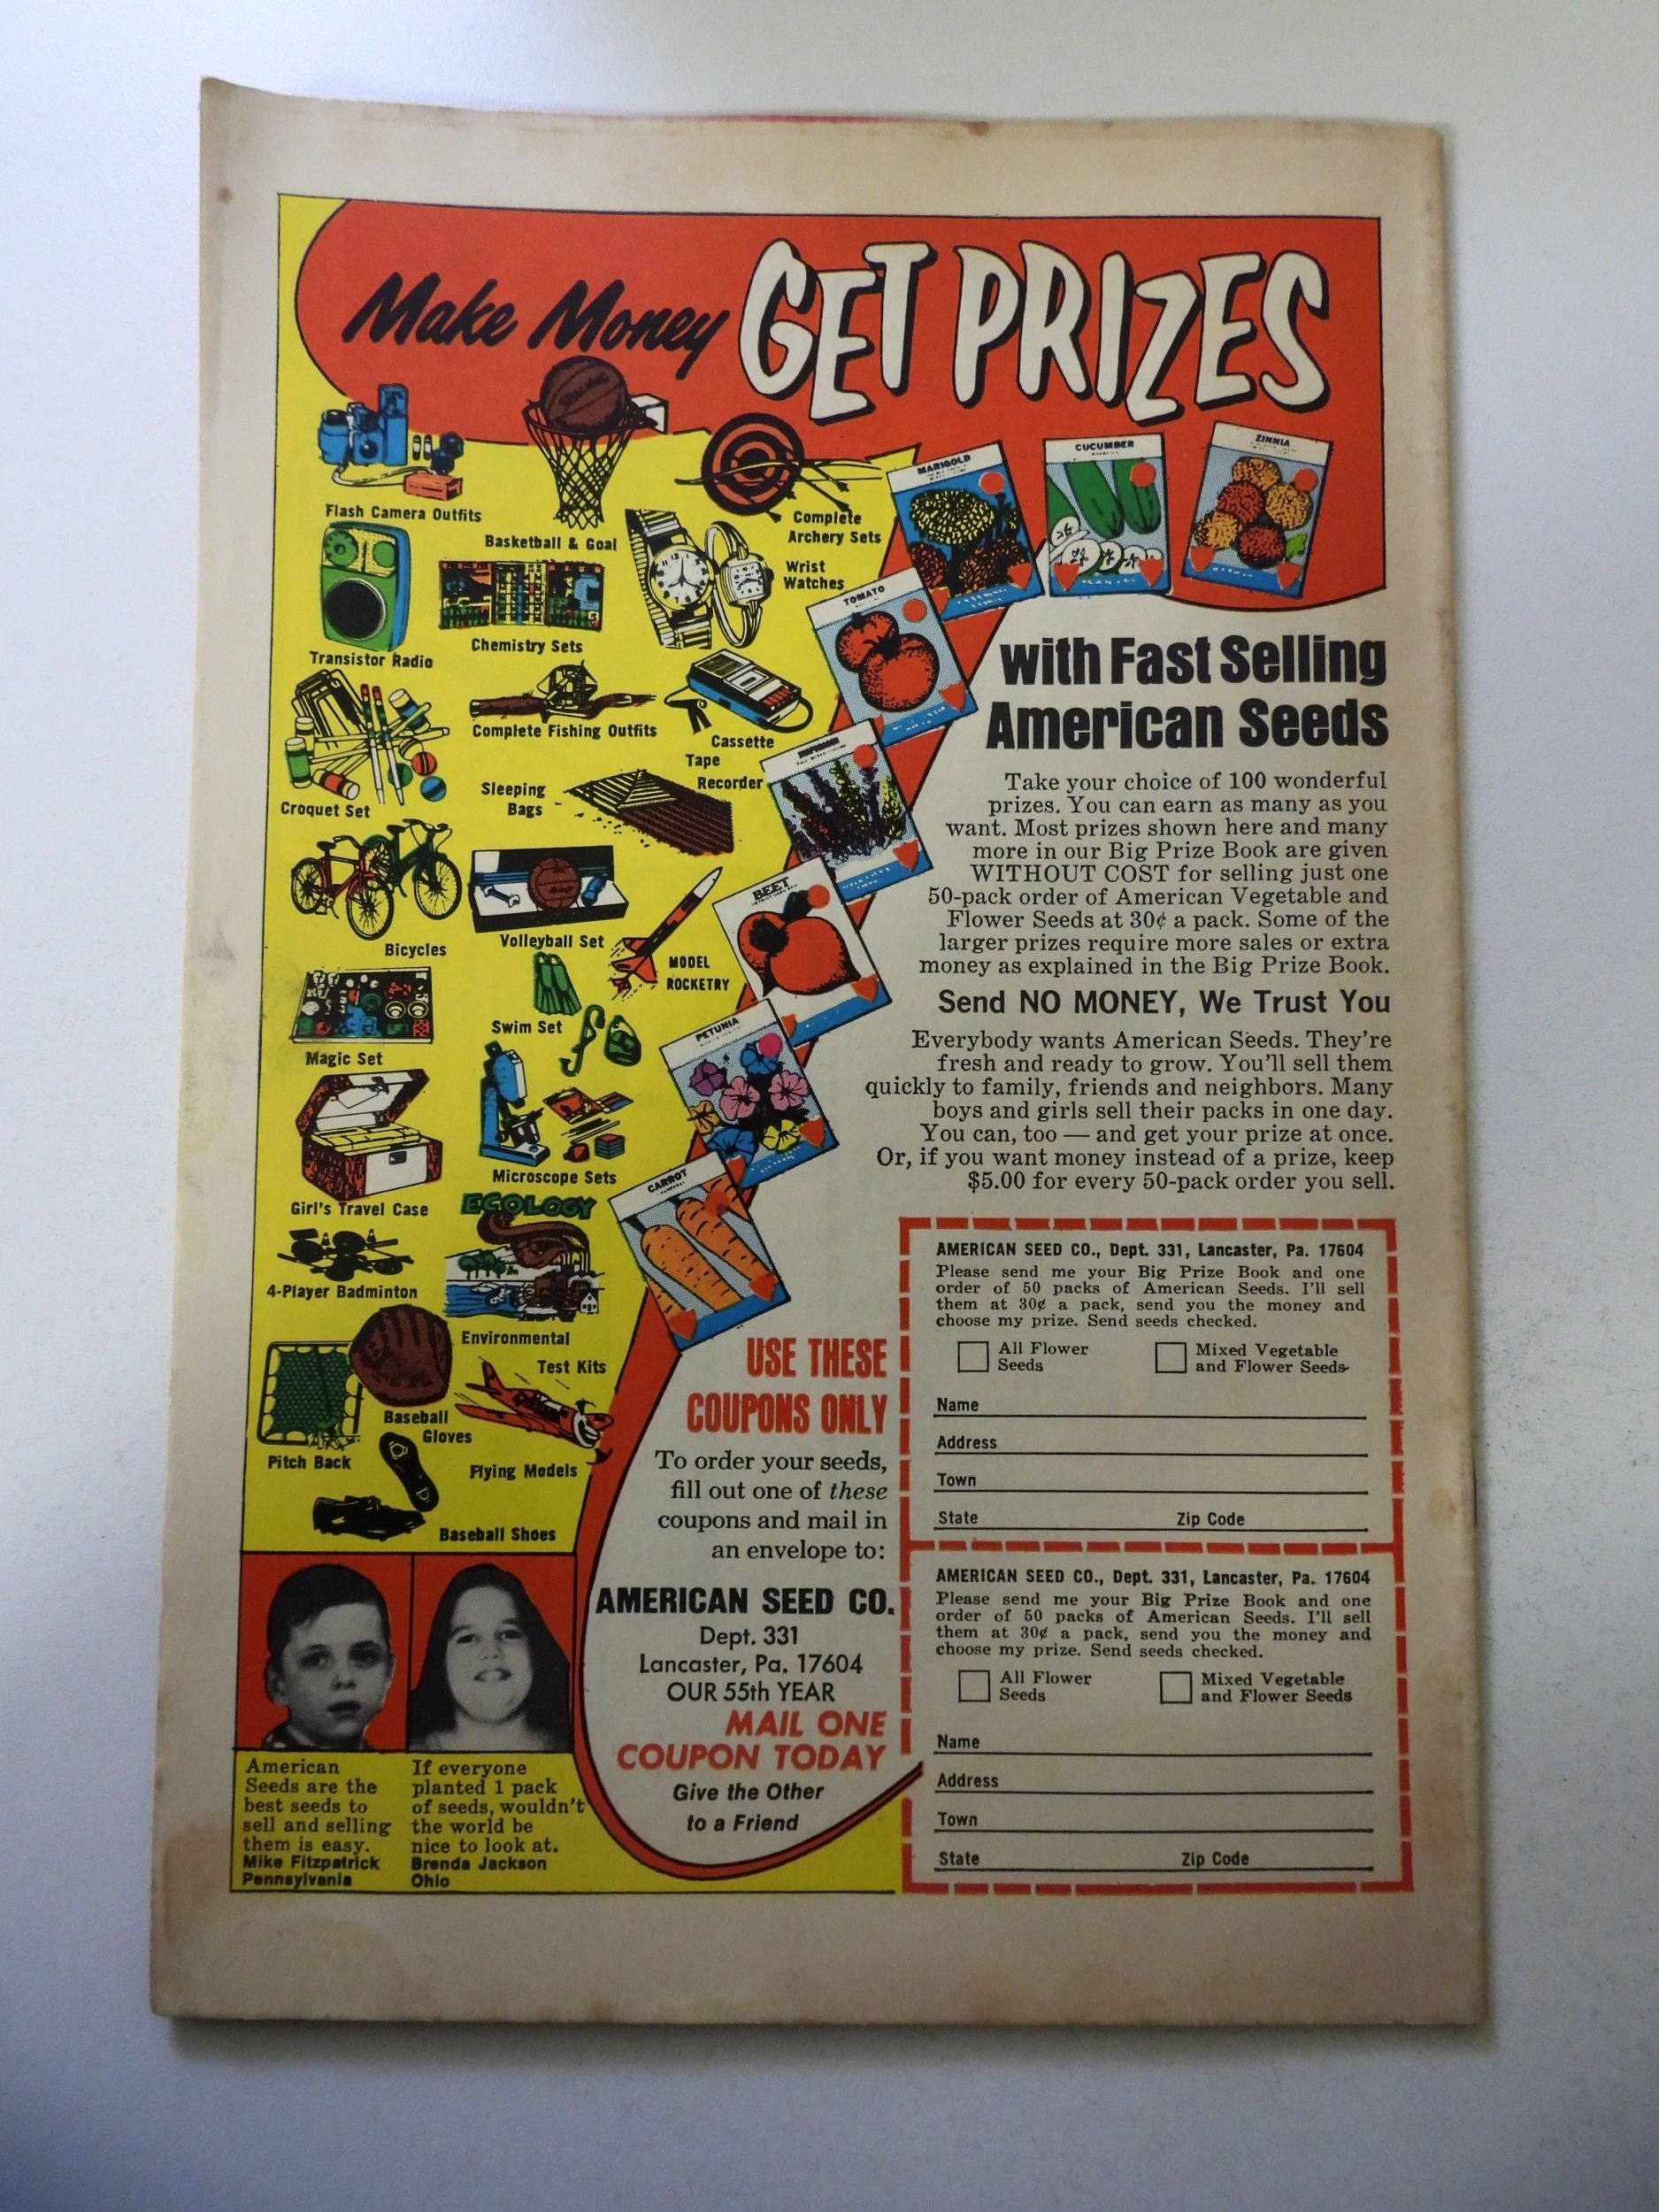 Make Money GET PRIZES
SPALDING
Flash Camera Outfits
Basketball & Goal
Complete
Archery Sets
Wrist
Watches
Transistor Radio
Chemistry Sets
Complete Fishing Outfits
Cassette
Tape
Recorder
Croquet Set
Sleeping
Bags
Bicycles
Volleyball Set
MODEL
ROCKETRY
Magic Set
Swim Set
Girl's Travel Case
Microscope Sets
ECOLOGY
4-Player Badminton
Environmental
Test Kits
Baseball
Gloves
Pitch Back
Flying Models
Baseball Shoes
MARIGOLD
CUCUMBER
ZINNIA
TOMATO
BEET
PETUNIA
CARROT
with Fast Selling
American Seeds
Take your choice of 100 wonderful
prizes. You can earn as many as you
want. Most prizes shown here and many
more in our Big Prize Book are given
WITHOUT COST for selling just one
50-pack order of American Vegetable and
Flower Seeds at 30¢ a pack. Some of the
larger prizes require more sales or extra
money as explained in the Big Prize Book.
Send NO MONEY, We Trust You
Everybody wants American Seeds. They're
fresh and ready to grow. You'll sell them
quickly to family, friends and neighbors. Many
boys and girls sell their packs in one day.
You can, too — and get your prize at once.
Or, if you want money instead of a prize, keep
$5.00 for every 50-pack order you sell.
USE THESE
COUPONS ONLY
To order your seeds,
fill out one of these
coupons and mail in
an envelope to:
AMERICAN SEED CO.
Dept. 331
Lancaster, Pa. 17604
OUR 55th YEAR
MAIL ONE
COUPON TODAY
Give the Other
to a Friend
AMERICAN SEED CO., Dept. 331, Lancaster, Pa. 17604
Please send me your Big Prize Book and one
order of 50 packs of American Seeds. I'll sell
them at 30¢ a pack, send you the money and
choose my prize. Send seeds checked.
All Flower
Seeds
Mixed Vegetable
and Flower Seeds
Name
Address
Town
State Zip Code
AMERICAN SEED CO., Dept. 331, Lancaster, Pa. 17604
Please send me your Big Prize Book and one
order of 50 packs of American Seeds. I'll sell
them at 30¢ a pack, send you the money and
choose my prize. Send seeds checked.
All Flower
Seeds
Mixed Vegetable
and Flower Seeds
Name
Address
Town
State Zip Code
American
Seeds are the
best seeds to
sell and selling
them is easy.
Mike Fitzpatrick
Pennsylvania
If everyone
planted 1 pack
of seeds, wouldn't
the world be
nice to look at.
Brenda Jackson
Ohio